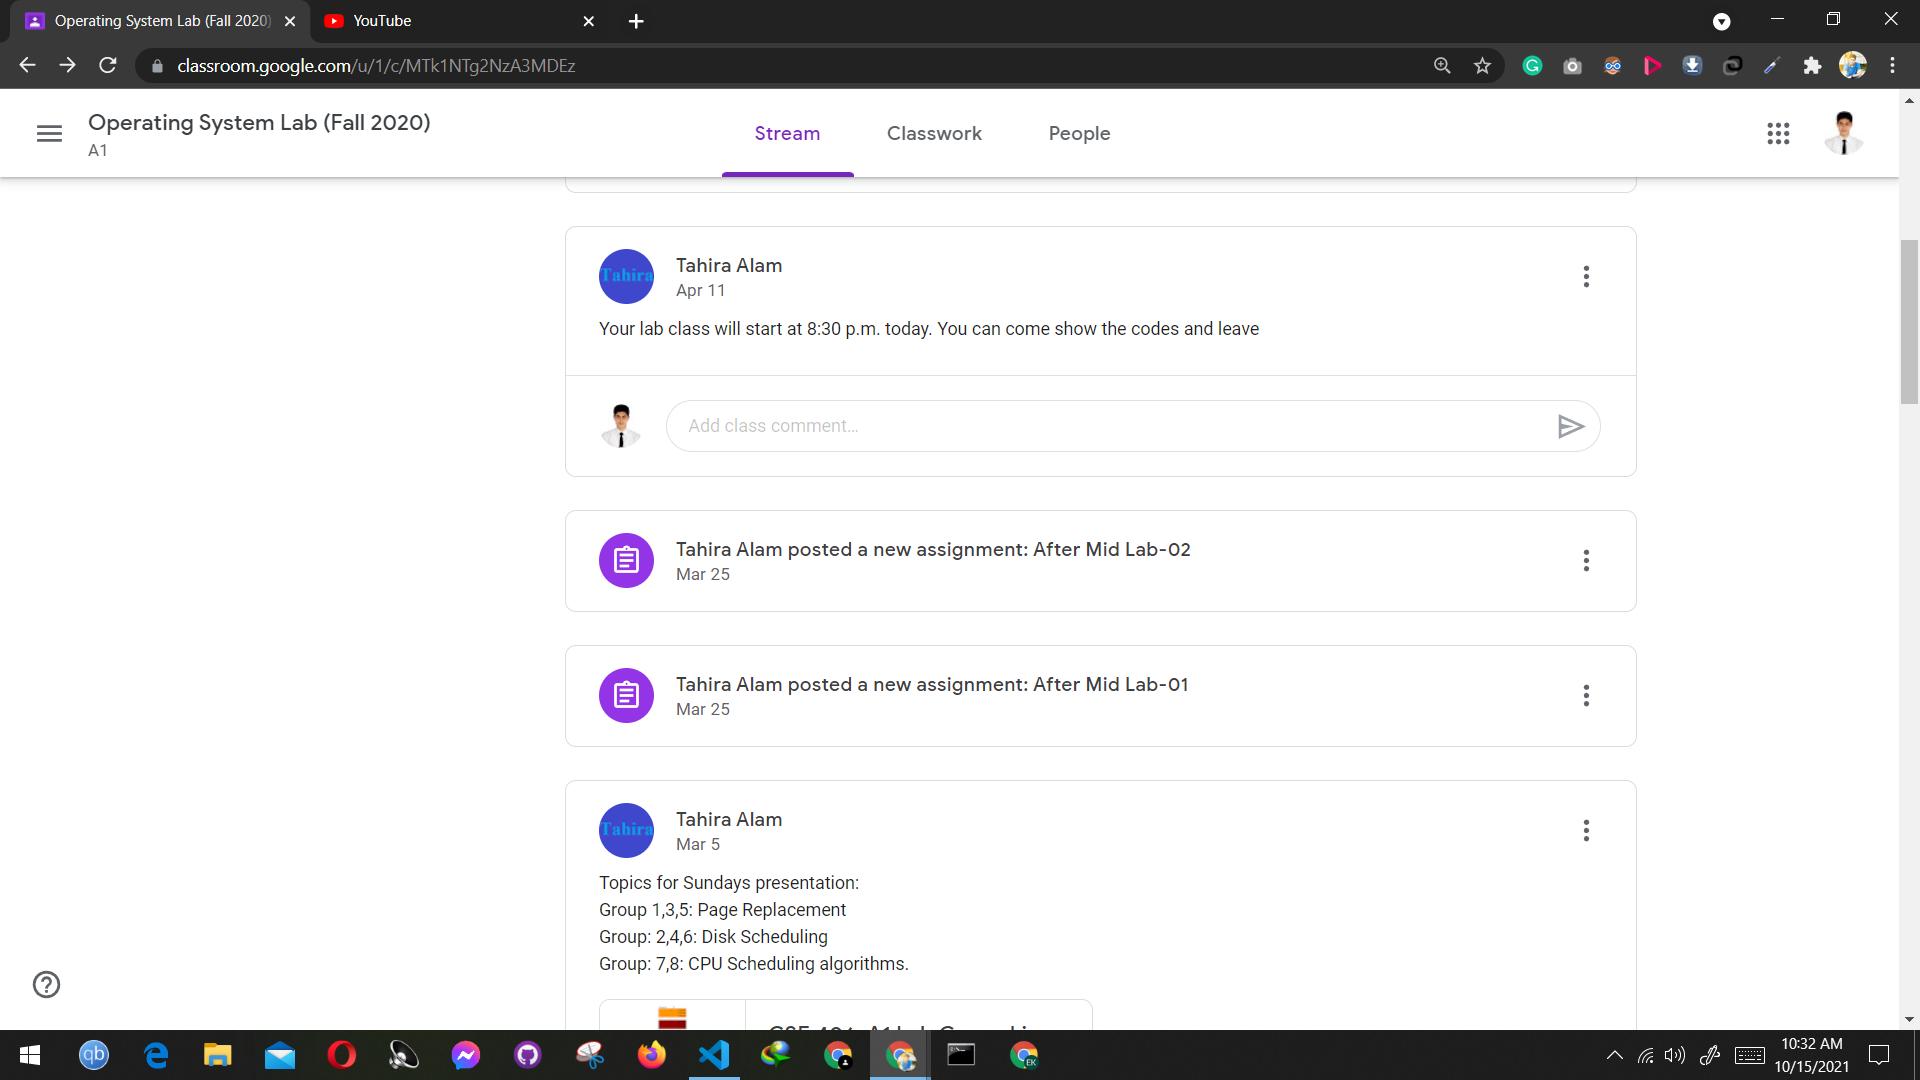 Operating System Lab (Fall 2020)
YouTube
classroom.google.com/u/1/c/MTk1NTg2NzA3MDEz
Operating System Lab (Fall 2020)
A1
Stream
Classwork
People
Tahira
Tahira Alam
Apr 11
Your lab class will start at 8:30 p.m. today. You can come show the codes and leave
Add class comment…
Tahira Alam posted a new assignment: After Mid Lab-02
Mar 25
Tahira Alam posted a new assignment: After Mid Lab-01
Mar 25
Tahira
Tahira Alam
Mar 5
Topics for Sundays presentation:
Group 1,3,5: Page Replacement
Group: 2,4,6: Disk Scheduling
Group: 7,8: CPU Scheduling algorithms.
qb
EK
10:32 AM
10/15/2021